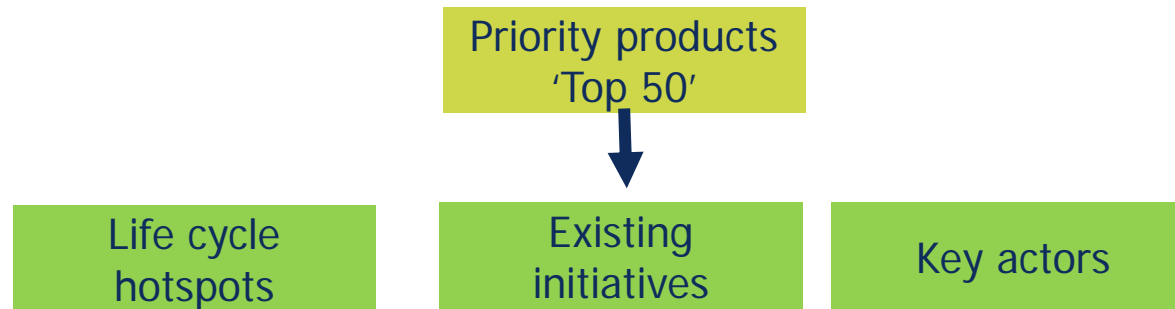 Priority products
‘Top 50’
Life cycle
hotspots
Existing
initiatives
Key actors